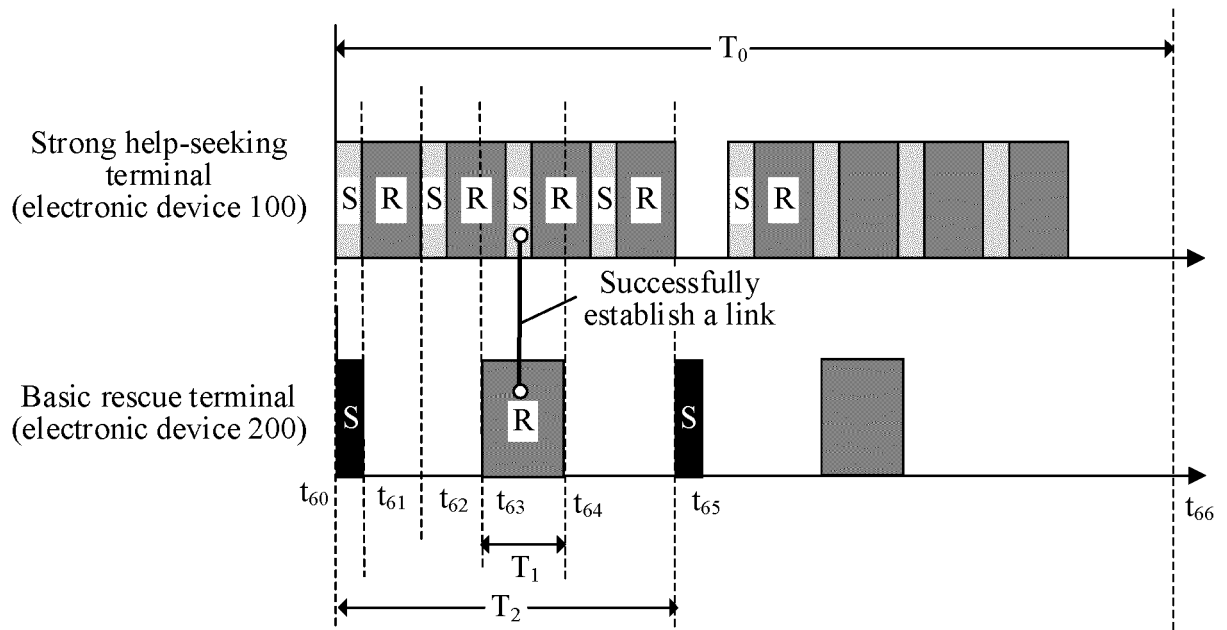 T₀
Strong help-seeking
terminal
(electronic device 100)
S R S R S R S R S R
Successfully
establish a link
Basic rescue terminal
(electronic device 200)
S R S
t₆₀ t₆₁ t₆₂ t₆₃ t₆₄ t₆₅ t₆₆
T₁
T₂